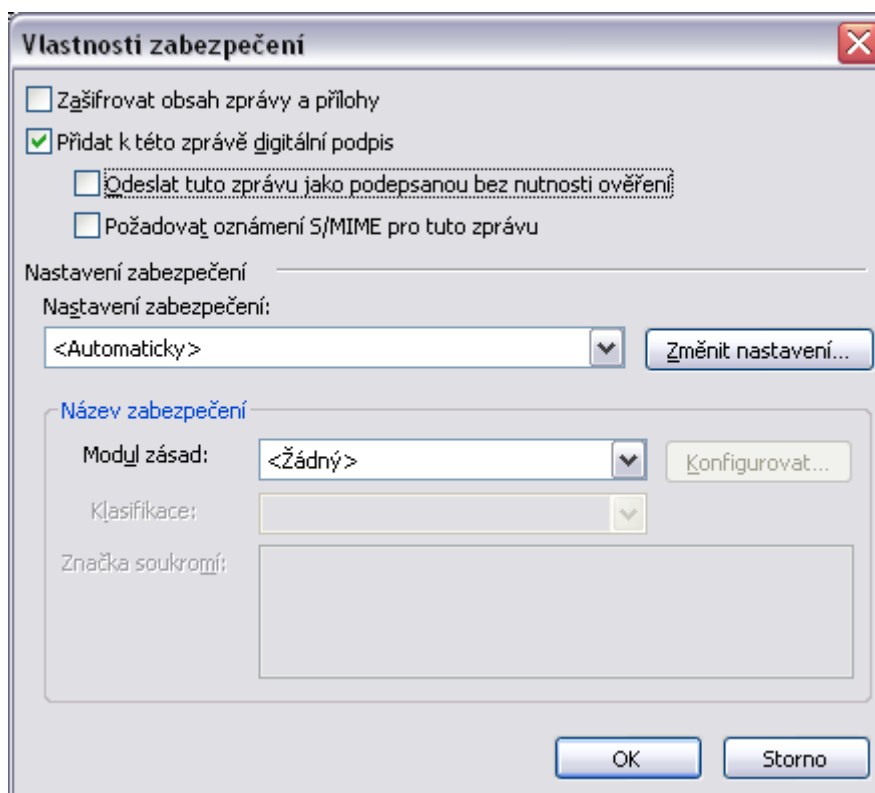 Vlastnosti zabezpečení
Zašifrovat obsah zprávy a přílohy
Přidat k této zprávě digitální podpis
Odeslat tuto zprávu jako podepsanou bez nutnosti ověření
Požadovat oznámení S/MIME pro tuto zprávu
Nastavení zabezpečení
Nastavení zabezpečení:
<Automaticky> Změnit nastavení...
Název zabezpečení
Modul zásad: <Žádný> Konfigurovat...
Klasifikace:
Značka soukromí:
OK Storno